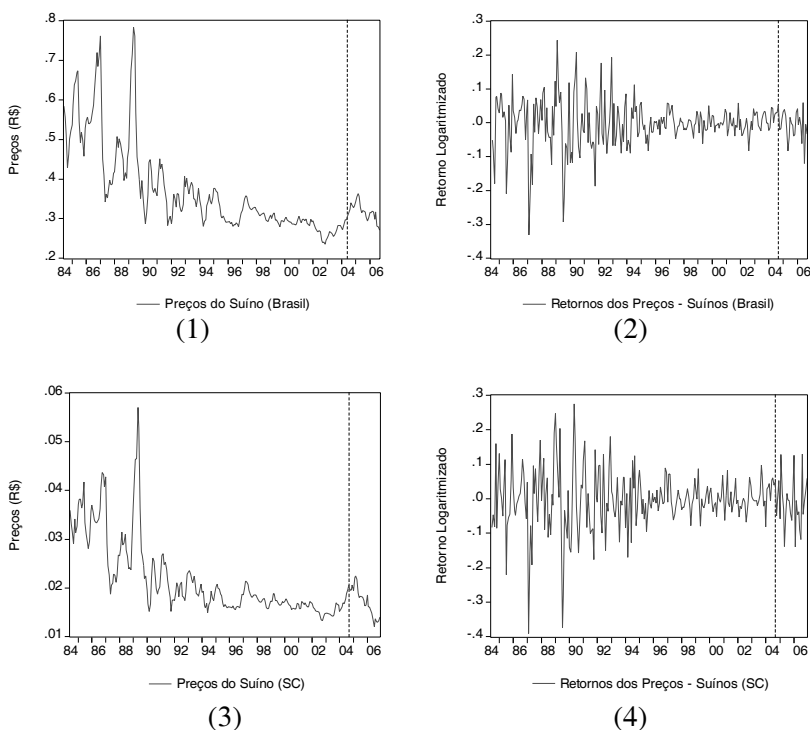 .8
.7
.6
.5
.4
.3
.2
Preços (R$)
84 86 88 90 92 94 96 98 00 02 04 06
Preços do Suíno (Brasil)
(1)
.3
.2
.1
.0
-.1
-.2
-.3
-.4
Retorno Logaritmizado
84 86 88 90 92 94 96 98 00 02 04 06
Retornos dos Preços - Suínos (Brasil)
(2)
.06
.05
.04
.03
.02
.01
Preços (R$)
84 86 88 90 92 94 96 98 00 02 04 06
Preços do Suíno (SC)
(3)
.3
.2
.1
.0
-.1
-.2
-.3
-.4
Retorno Logaritmizado
84 86 88 90 92 94 96 98 00 02 04 06
Retornos dos Preços - Suínos (SC)
(4)